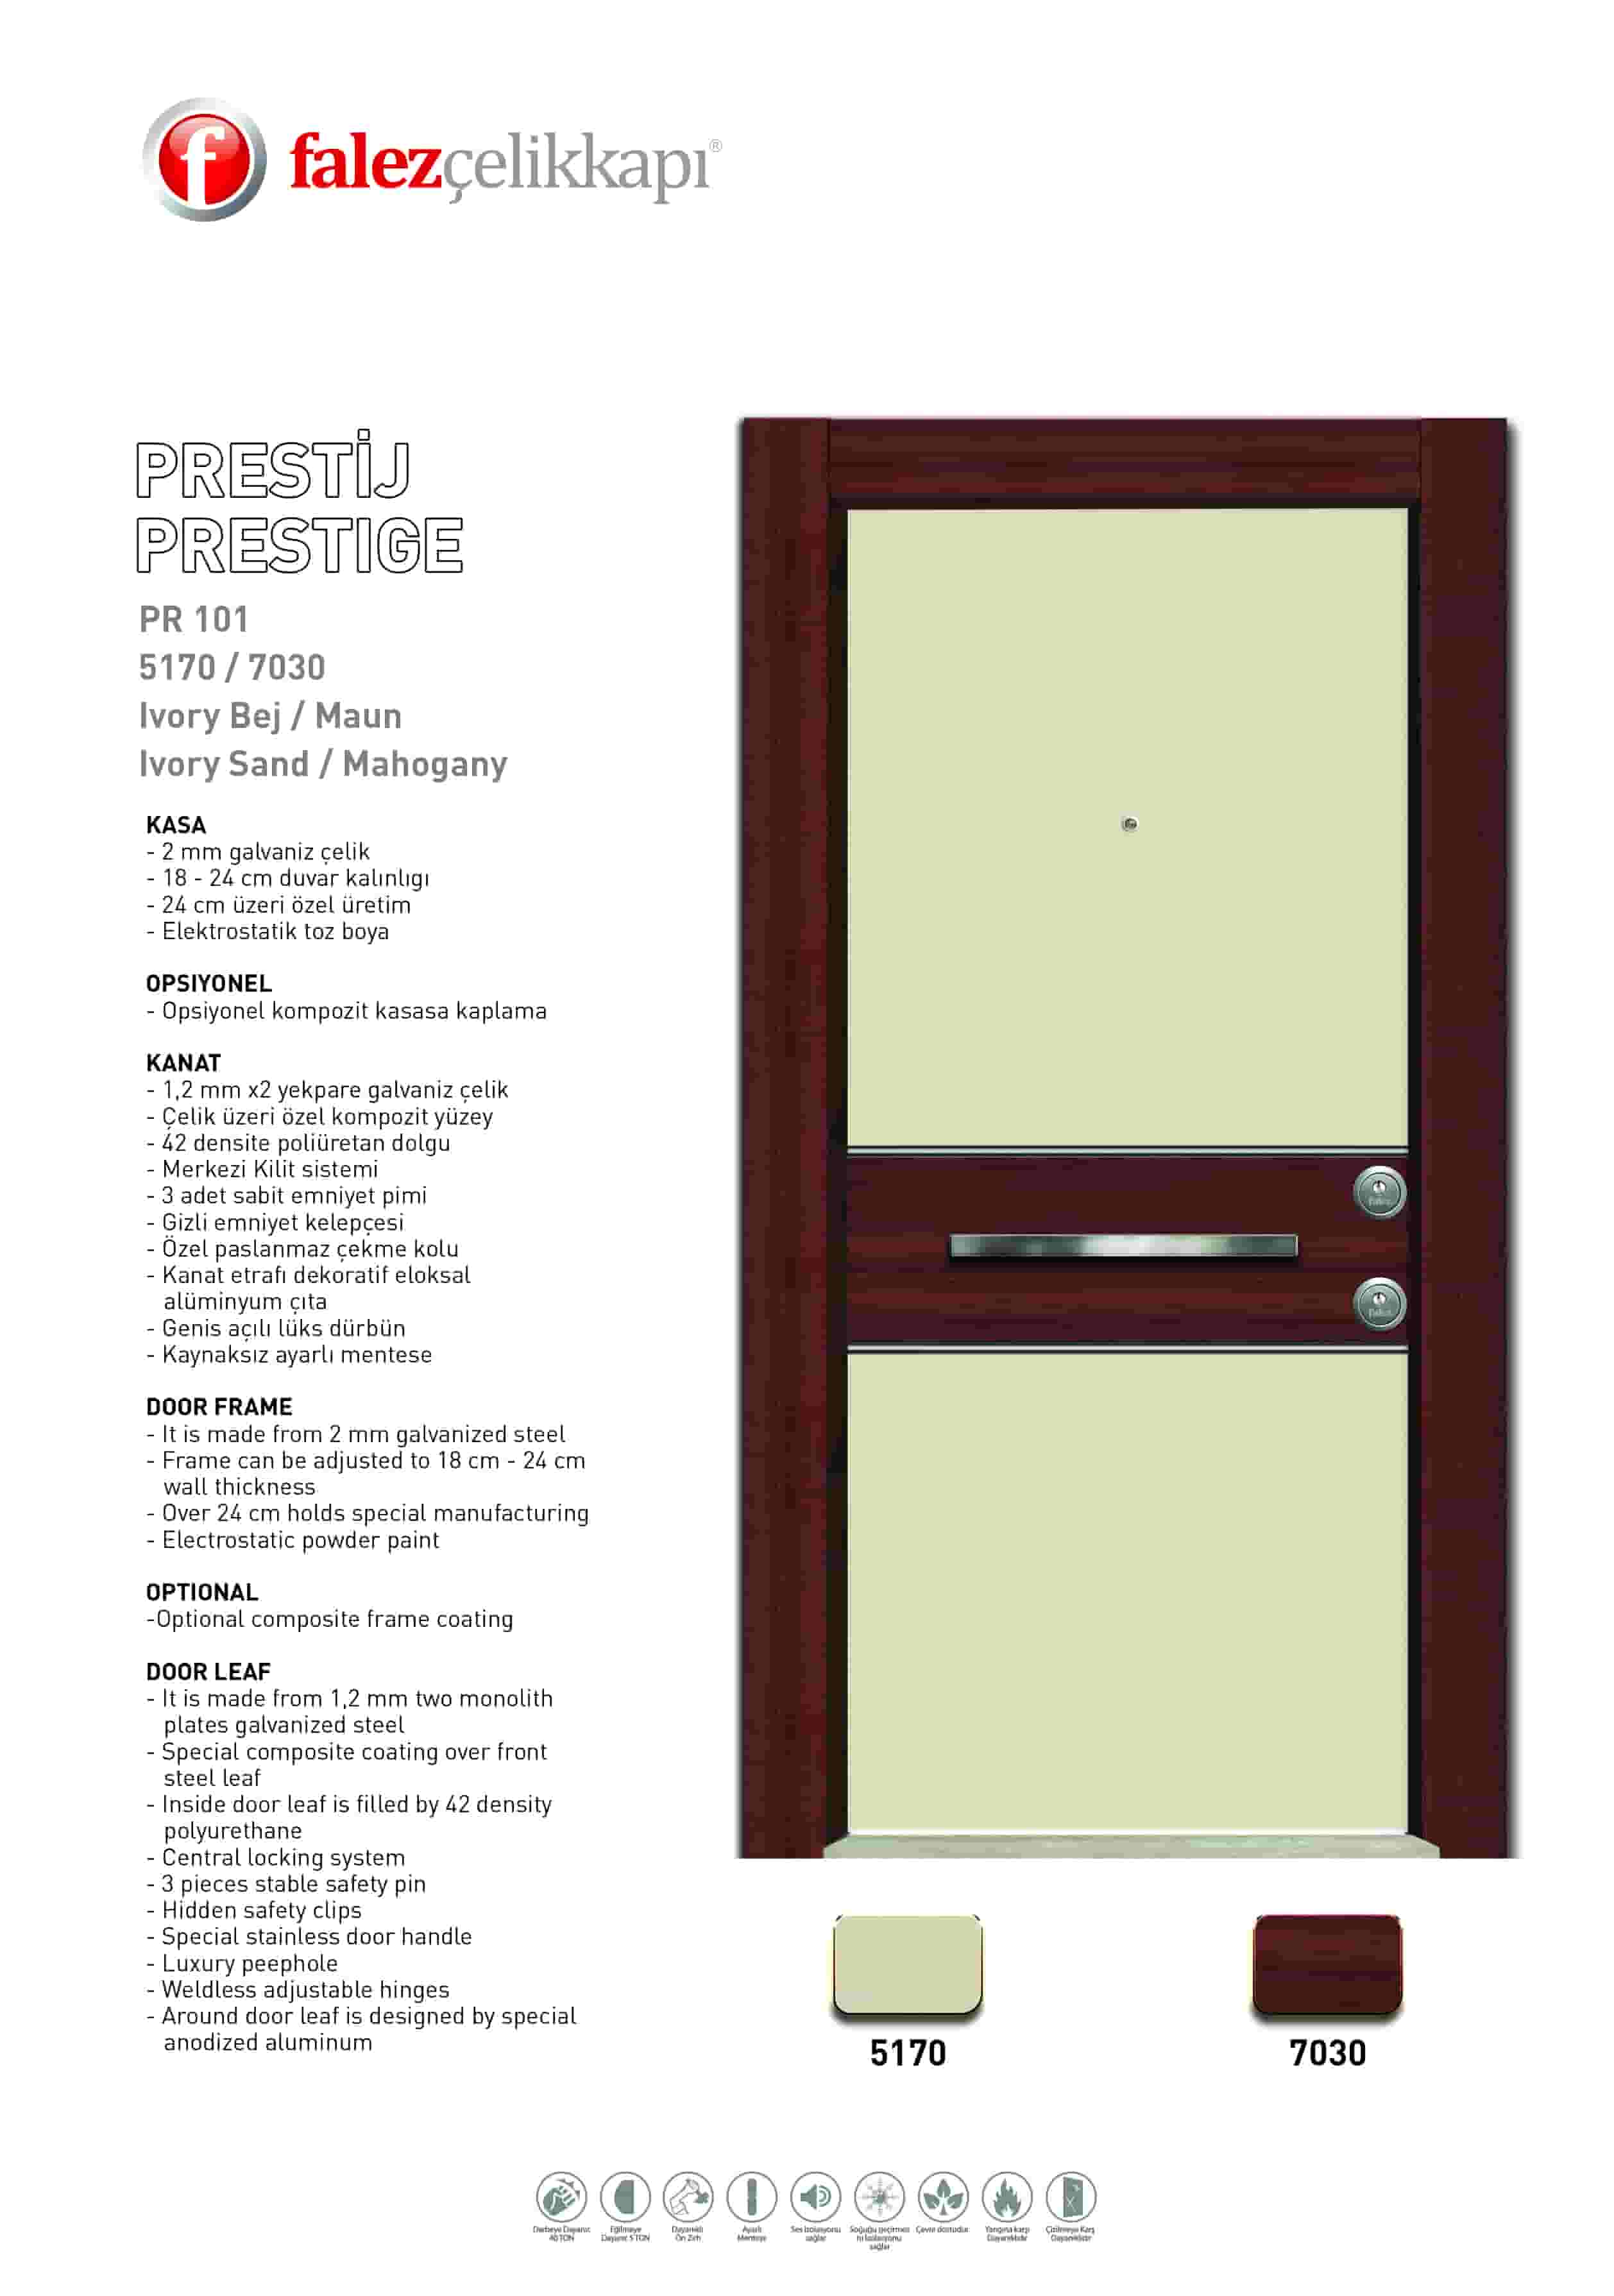 f falezçelikkapı®
PRESTİJ
PRESTIGE
PR 101
5170 / 7030
Ivory Bej / Maun
Ivory Sand / Mahogany
KASA
- 2 mm galvaniz çelik
- 18 - 24 cm duvar kalınlıgı
- 24 cm üzeri özel üretim
- Elektrostatik toz boya
OPSIYONEL
- Opsiyonel kompozit kasasa kaplama
KANAT
- 1,2 mm x2 yekpare galvaniz çelik
- Çelik üzeri özel kompozit yüzey
- 42 densite poliüretan dolgu
- Merkezi Kilit sistemi
- 3 adet sabit emniyet pimi
- Gizli emniyet kelepçesi
- Özel paslanmaz çekme kolu
- Kanat etrafı dekoratif eloksal
alüminyum çıta
- Genis açılı lüks dürbün
- Kaynaksız ayarlı mentese
DOOR FRAME
- It is made from 2 mm galvanized steel
- Frame can be adjusted to 18 cm - 24 cm
wall thickness
- Over 24 cm holds special manufacturing
- Electrostatic powder paint
OPTIONAL
-Optional composite frame coating
DOOR LEAF
- It is made from 1,2 mm two monolith
plates galvanized steel
- Special composite coating over front
steel leaf
- Inside door leaf is filled by 42 density
polyurethane
- Central locking system
- 3 pieces stable safety pin
- Hidden safety clips
- Special stainless door handle
- Luxury peephole
- Weldless adjustable hinges
- Around door leaf is designed by special
anodized aluminum
falez
falez
5170
7030
Darbeye Dayanıc
40 TON
Eğilmeye
Dayanıc 5 TON
Dayanıklı
Ön Zırh
Ayarlı
Menteşe
Ses İzolasyonu
sağlar
Soğuğu geçirmez
Isı İzolasyonu
sağlar
Çevre dostudur
Yangına karşı
Dayanıklıdır
Çizilmeye Karş
Dayanıklıdır